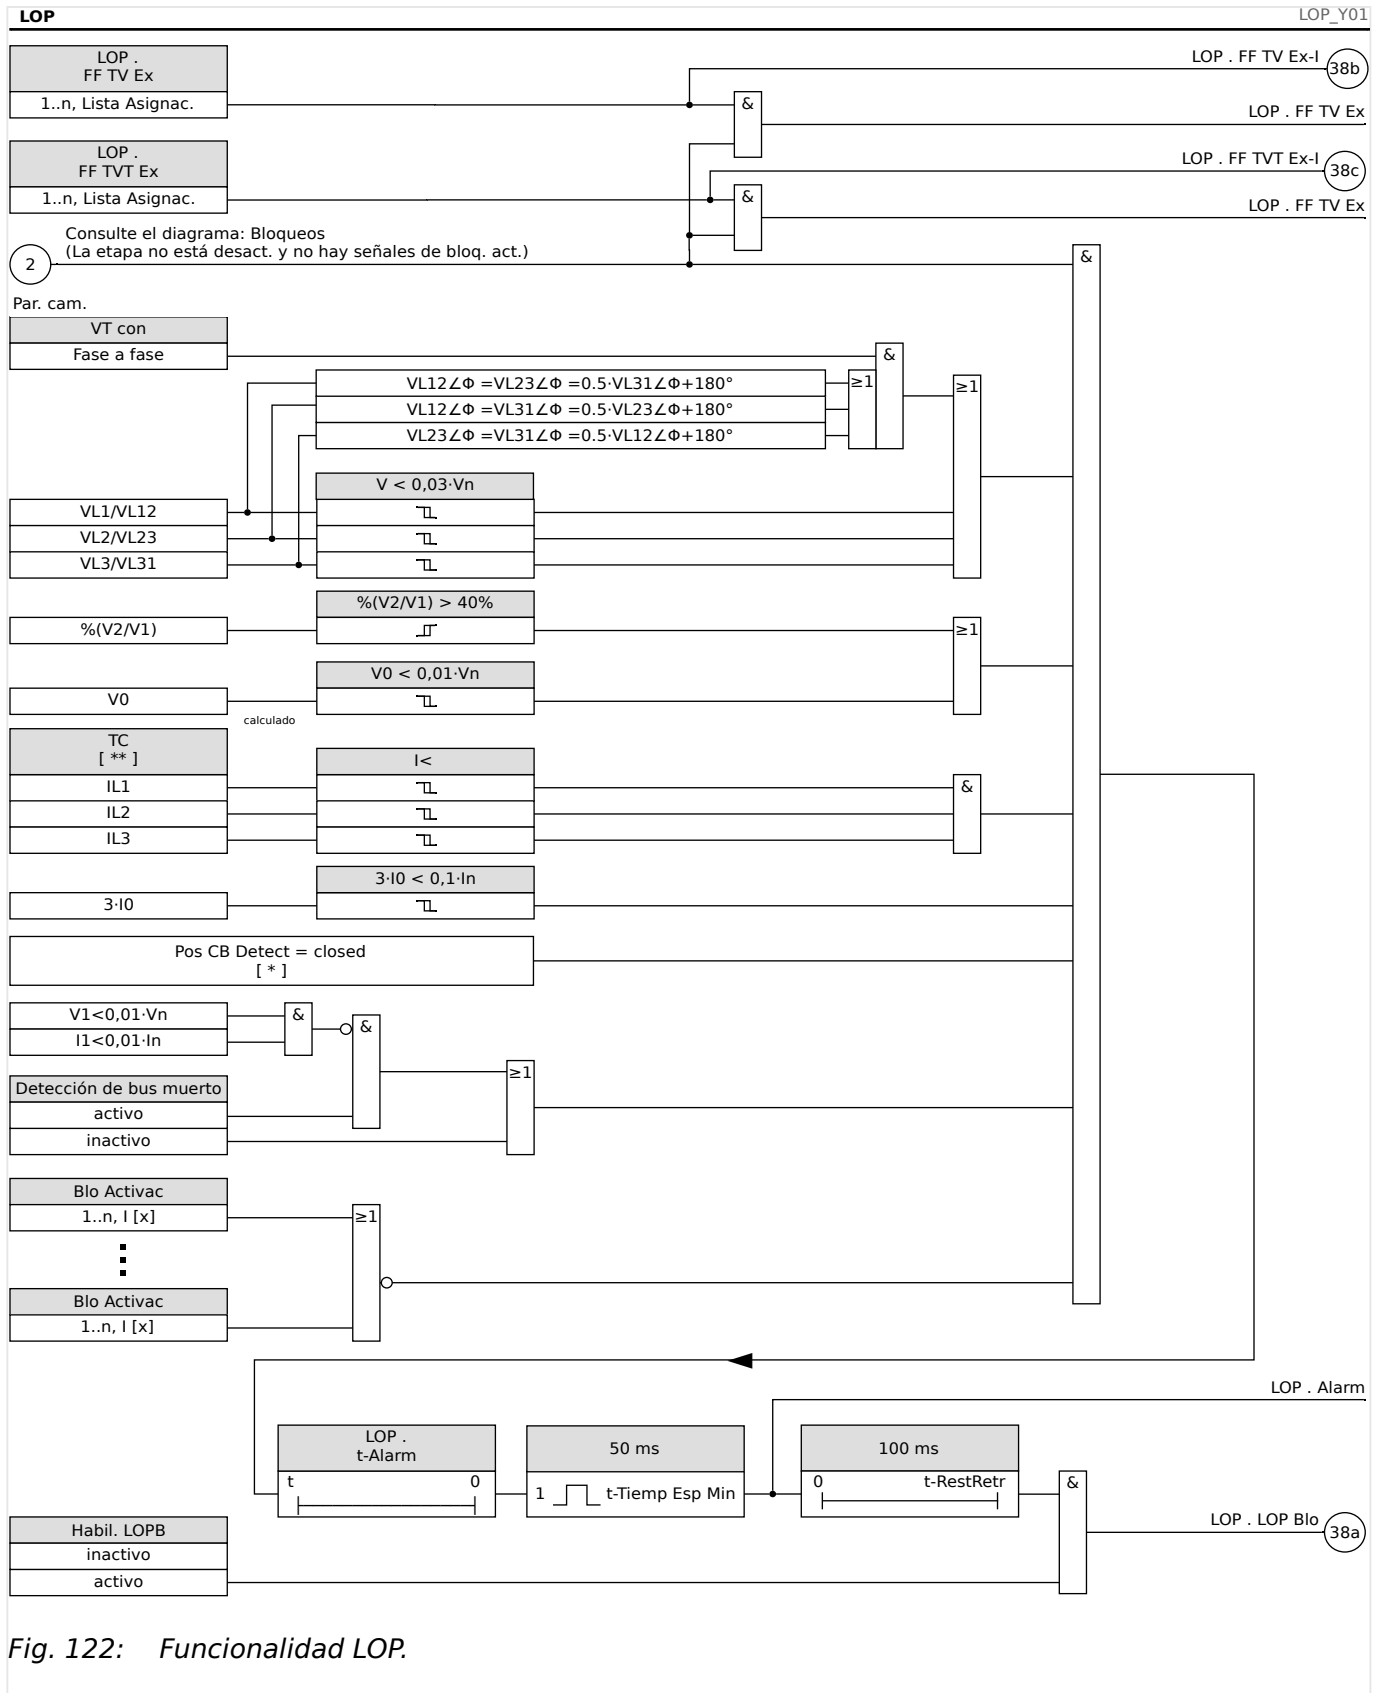 LOP
LOP_Y01
LOP .
FF TV Ex
1..n, Lista Asignac.
&
LOP . FF TV Ex-I
38b
LOP . FF TV Ex
LOP .
FF TVT Ex
1..n, Lista Asignac.
&
LOP . FF TVT Ex-I
38c
LOP . FF TV Ex
Consulte el diagrama: Bloqueos
(La etapa no está desact. y no hay señales de bloq. act.)
2
&
Par. cam.
VT con
Fase a fase
&
VL12∠Φ =VL23∠Φ =0.5·VL31∠Φ+180°
≥1
≥1
VL12∠Φ =VL31∠Φ =0.5·VL23∠Φ+180°
VL23∠Φ =VL31∠Φ =0.5·VL12∠Φ+180°
V < 0,03·Vn
VL1/VL12
VL2/VL23
VL3/VL31
%(V2/V1) > 40%
%(V2/V1)
≥1
V0 < 0,01·Vn
V0
calculado
TC
[ ** ]
I<
IL1
&
IL2
IL3
3·I0 < 0,1·In
3·I0
Pos CB Detect = closed
[ * ]
V1<0,01·Vn
&
&
I1<0,01·In
≥1
Detección de bus muerto
activo
inactivo
Blo Activac
1..n, I [x]
≥1
Blo Activac
1..n, I [x]
LOP . Alarm
LOP .
t-Alarm
t 0
50 ms
1 t-Tiemp Esp Min
100 ms
0 t-RestRetr
&
LOP . LOP Blo
38a
Habil. LOPB
inactivo
activo
Fig. 122: Funcionalidad LOP.